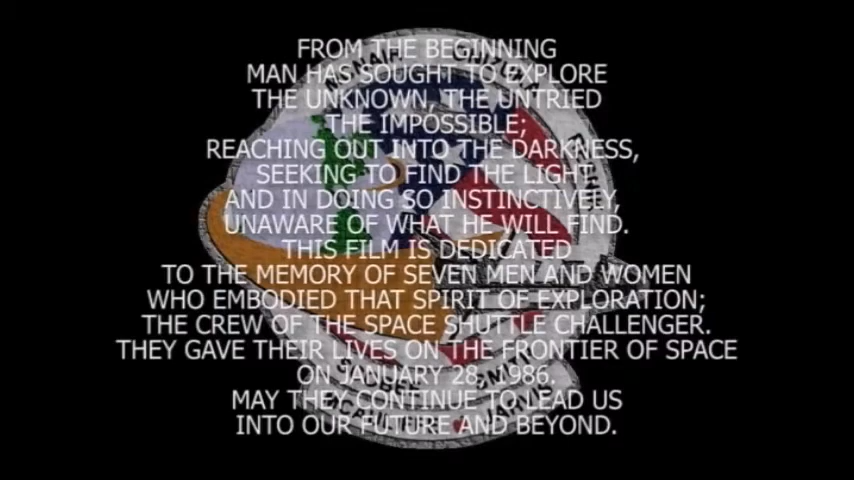 FROM THE BEGINNING
MAN HAS SOUGHT TO EXPLORE
THE UNKNOWN, THE UNTRIED
THE IMPOSSIBLE;
REACHING OUT INTO THE DARKNESS,
SEEKING TO FIND THE LIGHT
AND IN DOING SO INSTINCTIVELY,
UNAWARE OF WHAT HE WILL FIND.
THIS FILM IS DEDICATED
TO THE MEMORY OF SEVEN MEN AND WOMEN
WHO EMBODIED THAT SPIRIT OF EXPLORATION;
THE CREW OF THE SPACE SHUTTLE CHALLENGER.
THEY GAVE THEIR LIVES ON THE FRONTIER OF SPACE
ON JANUARY 28, 1986.
MAY THEY CONTINUE TO LEAD US
INTO OUR FUTURE AND BEYOND.